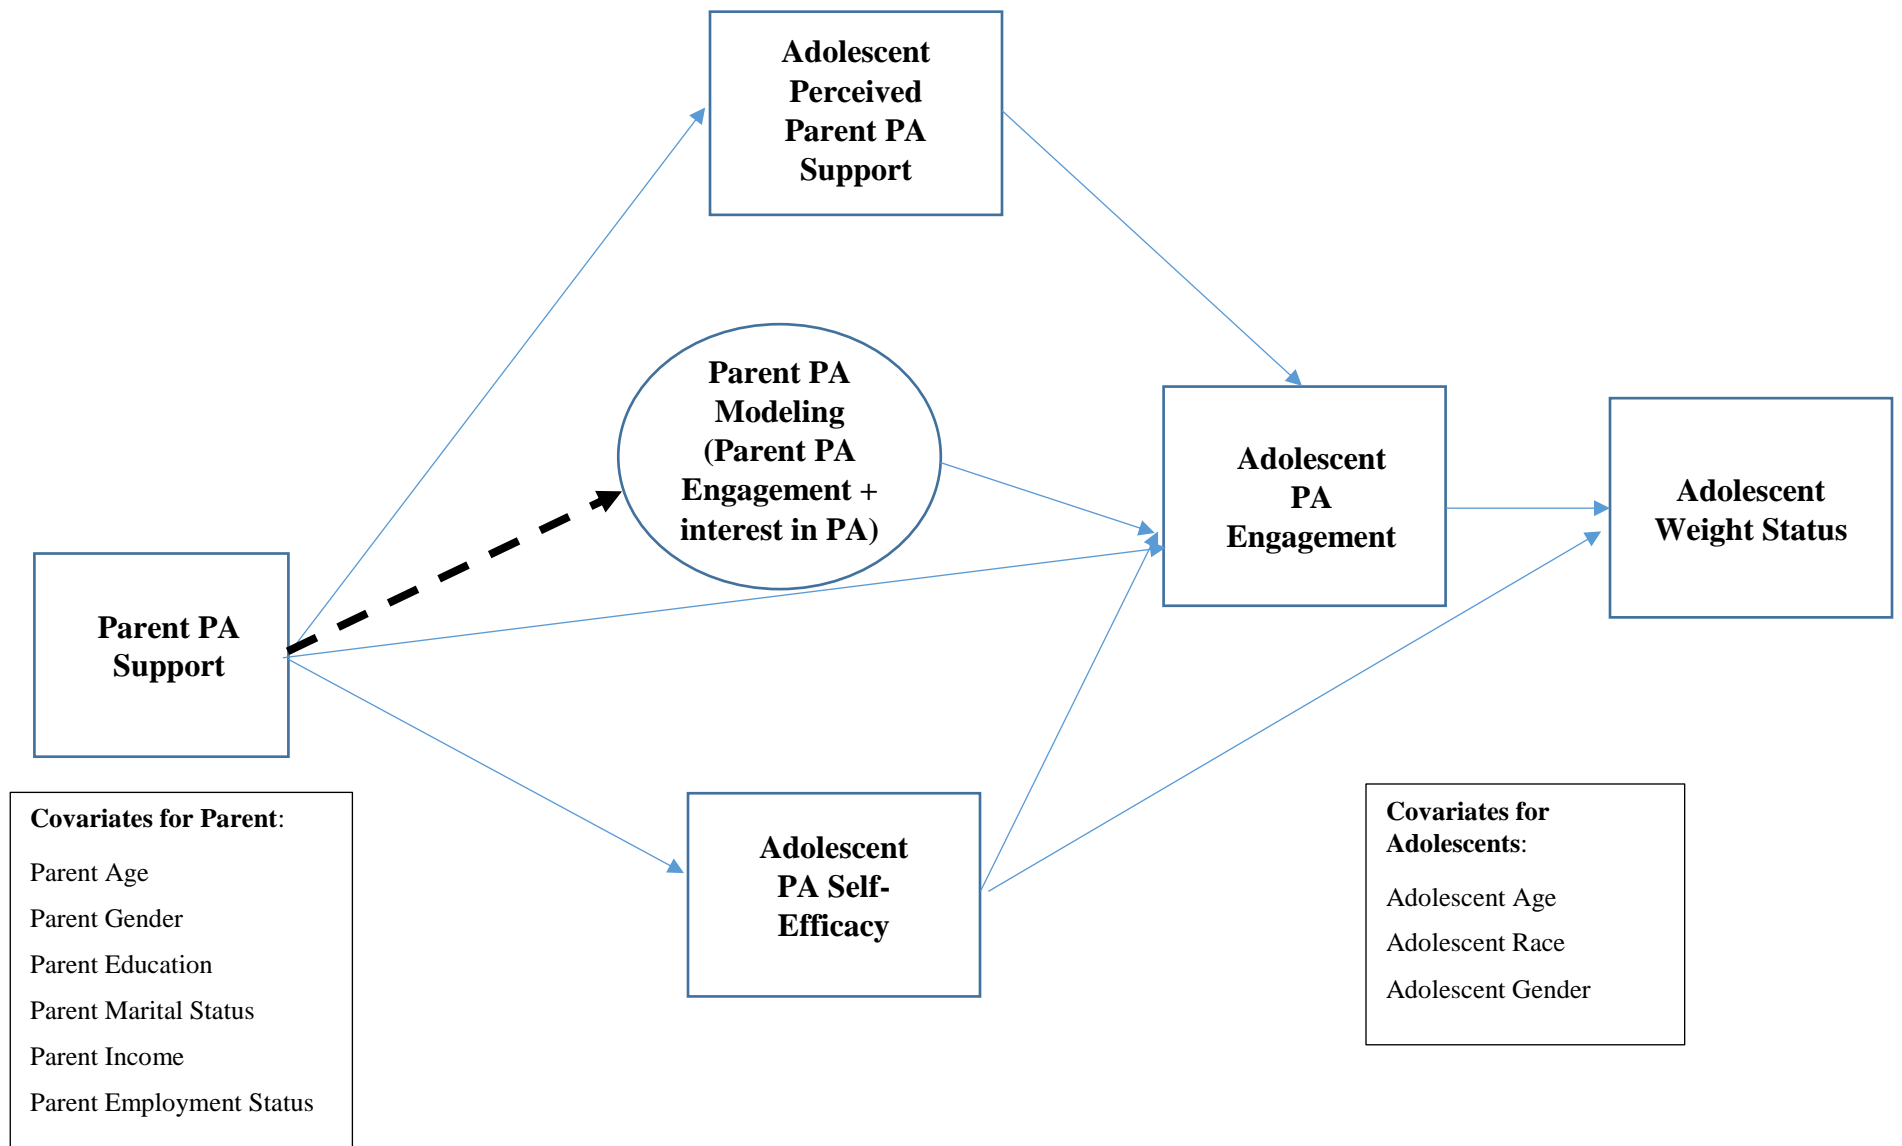 Adolescent
Perceived
Parent PA
Support
Parent PA
Modeling
(Parent PA
Engagement +
interest in PA)
Adolescent
PA
Engagement
Adolescent
Weight Status
Parent PA
Support
Adolescent
PA Self-
Efficacy
Covariates for Parent:
Parent Age
Parent Gender
Parent Education
Parent Marital Status
Parent Income
Parent Employment Status
Covariates for
Adolescents:
Adolescent Age
Adolescent Race
Adolescent Gender